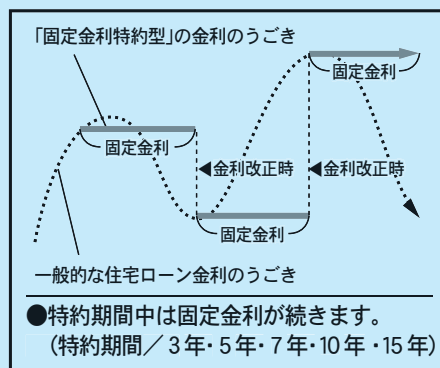 「固定金利特約型」の金利のうごき
固定金利
固定金利
◀金利改正時
◀金利改正時
固定金利
一般的な住宅ローン金利のうごき
●特約期間中は固定金利が続きます。
(特約期間／3年・5年・7年・10年・15年)